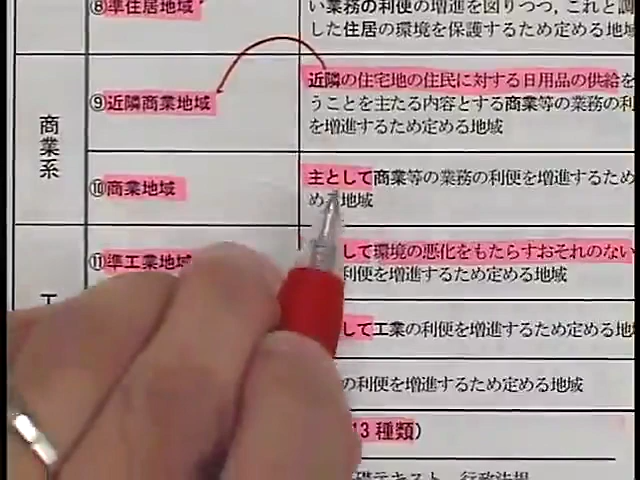 ⑧準住居地域
い業務の利便の増進を図りつつ，これと調
した住居の環境を保護するため定める地域
商業系
⑨近隣商業地域
近隣の住宅地の住民に対する日用品の供給を
うことを主たる内容とする商業等の業務の利
を増進するため定める地域
⑩商業地域
主として商業等の業務の利便を増進するため
め 地域
⑪準工業地域
して環境の悪化をもたらすおそれのない
利便を増進するため定める地域
工
して工業の利便を増進するため定める地
の利便を増進するため定める地域
13種類）